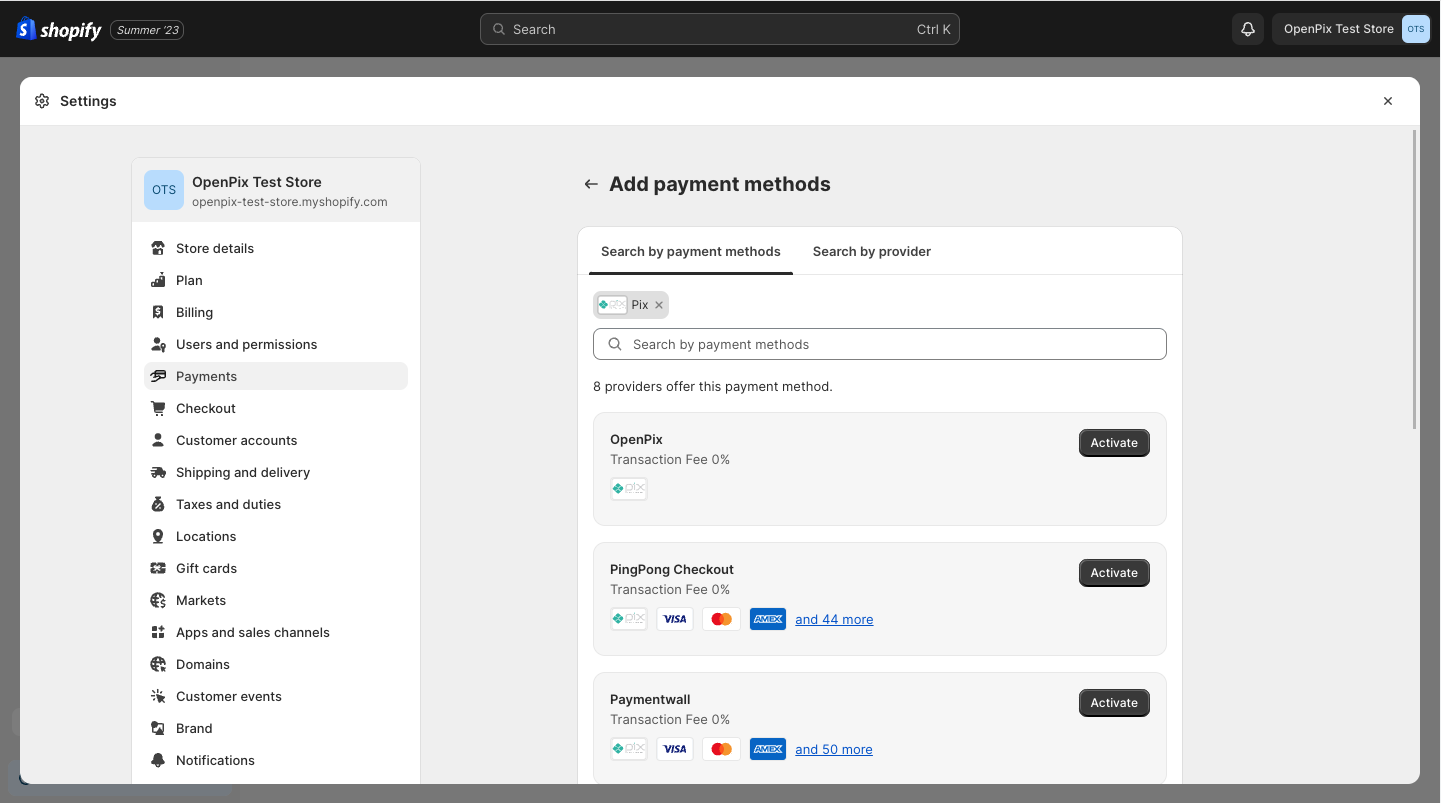 shopify Summer '23 Search Ctrl K OpenPix Test Store OTS
Settings
OTS OpenPix Test Store
openpix-test-store.myshopify.com
Store details
Plan
Billing
Users and permissions
Payments
Checkout
Customer accounts
Shipping and delivery
Taxes and duties
Locations
Gift cards
Markets
Apps and sales channels
Domains
Customer events
Brand
Notifications
Add payment methods
Search by payment methods Search by provider
pix Pix
Search by payment methods
8 providers offer this payment method.
OpenPix
Activate
Transaction Fee 0%
pix
PingPong Checkout
Activate
Transaction Fee 0%
pix VISA AMEX and 44 more
Paymentwall
Activate
Transaction Fee 0%
pix VISA AMEX and 50 more